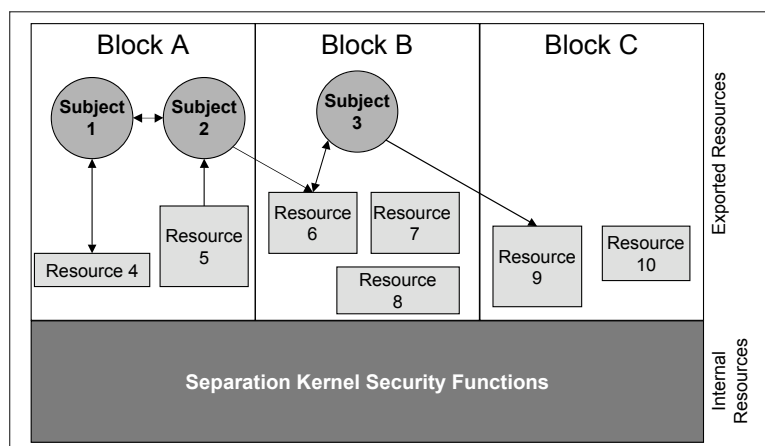 Block A
Block B
Block C
Subject
1
Subject
2
Subject
3
Resource 4
Resource
5
Resource
6
Resource
7
Resource
8
Resource
9
Resource
10
Exported Resources
Separation Kernel Security Functions
Internal
Resources